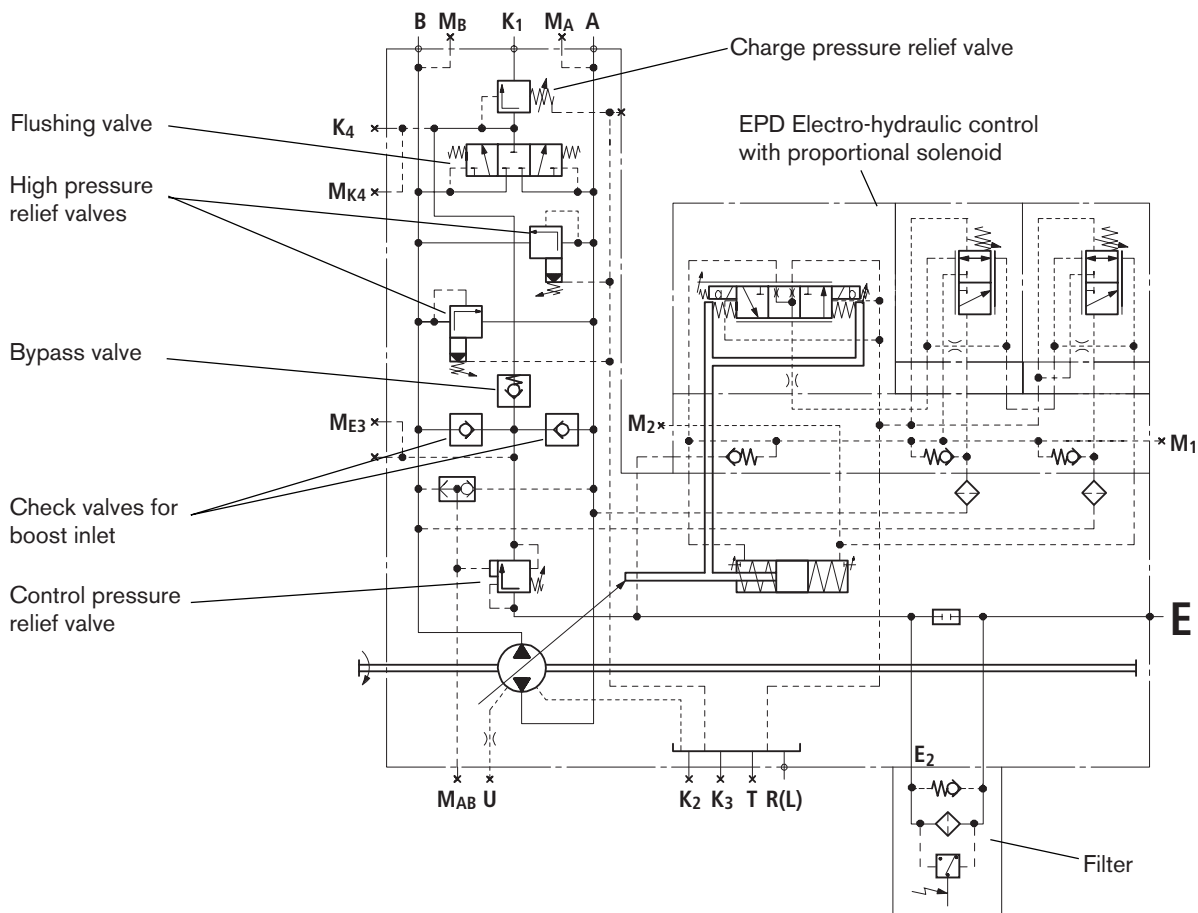 B MB K1 MA A
Charge pressure relief valve
Flushing valve
K4
EPD Electro-hydraulic control
with proportional solenoid
High pressure
relief valves
MK4
Bypass valve
ME3
M2
M1
Check valves for
boost inlet
Control pressure
relief valve
E
E2
MAB U K2 K3 T R(L)
Filter